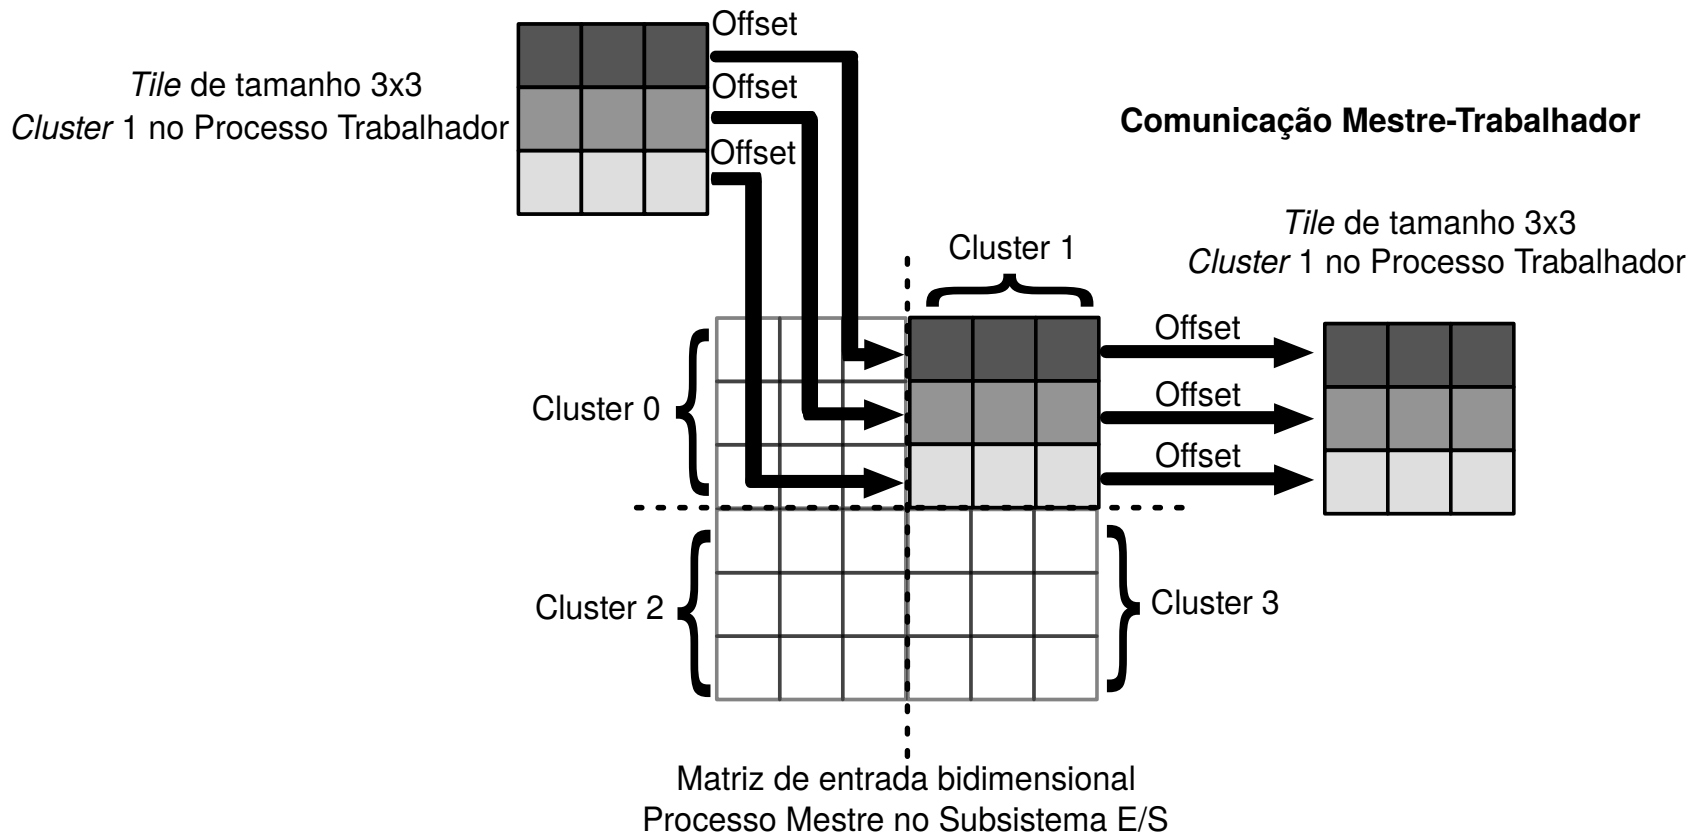 Offset
Tile de tamanho 3x3
Cluster 1 no Processo Trabalhador
Offset
Offset
Comunicação Mestre-Trabalhador
Tile de tamanho 3x3
Cluster 1 no Processo Trabalhador
Cluster 1
Offset
Offset
Offset
Cluster 0
Cluster 2
Cluster 3
Matriz de entrada bidimensional
Processo Mestre no Subsistema E/S